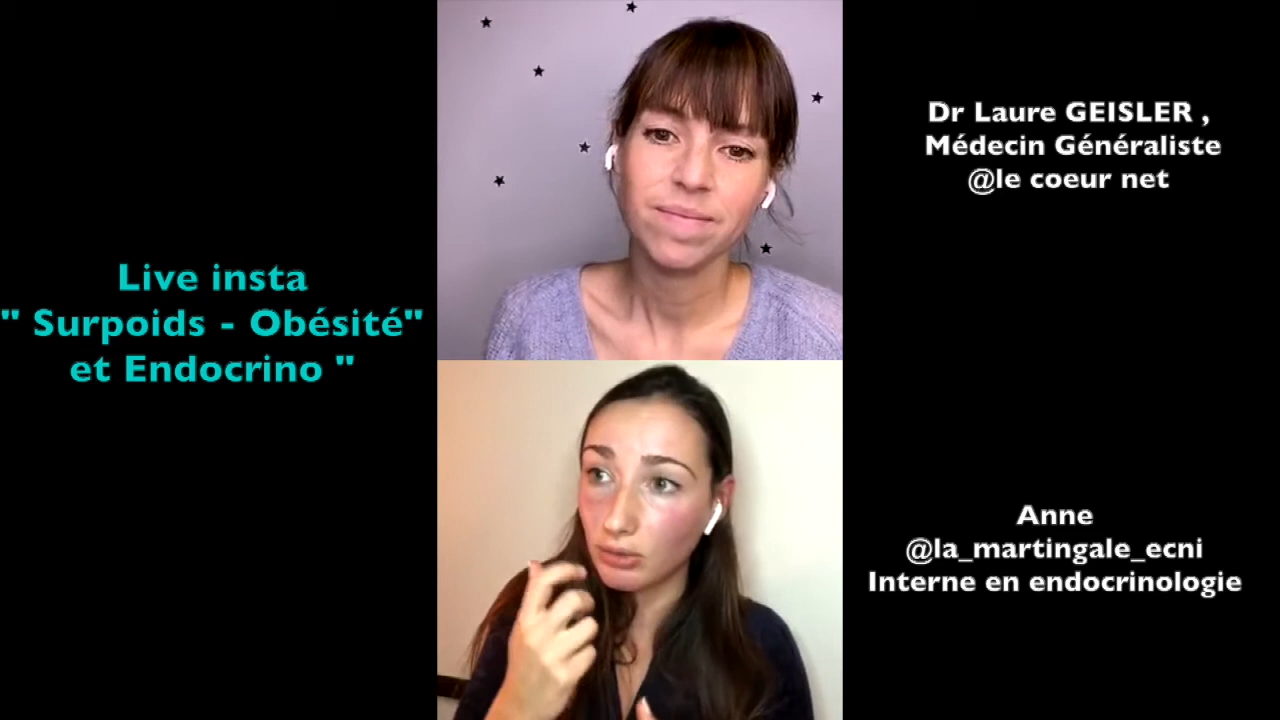 Live insta
" Surpoids - Obésité"
et Endocrino "
Dr Laure GEISLER ,
Médecin Généraliste
@le coeur net
Anne
@la_martingale_ecni
Interne en endocrinologie